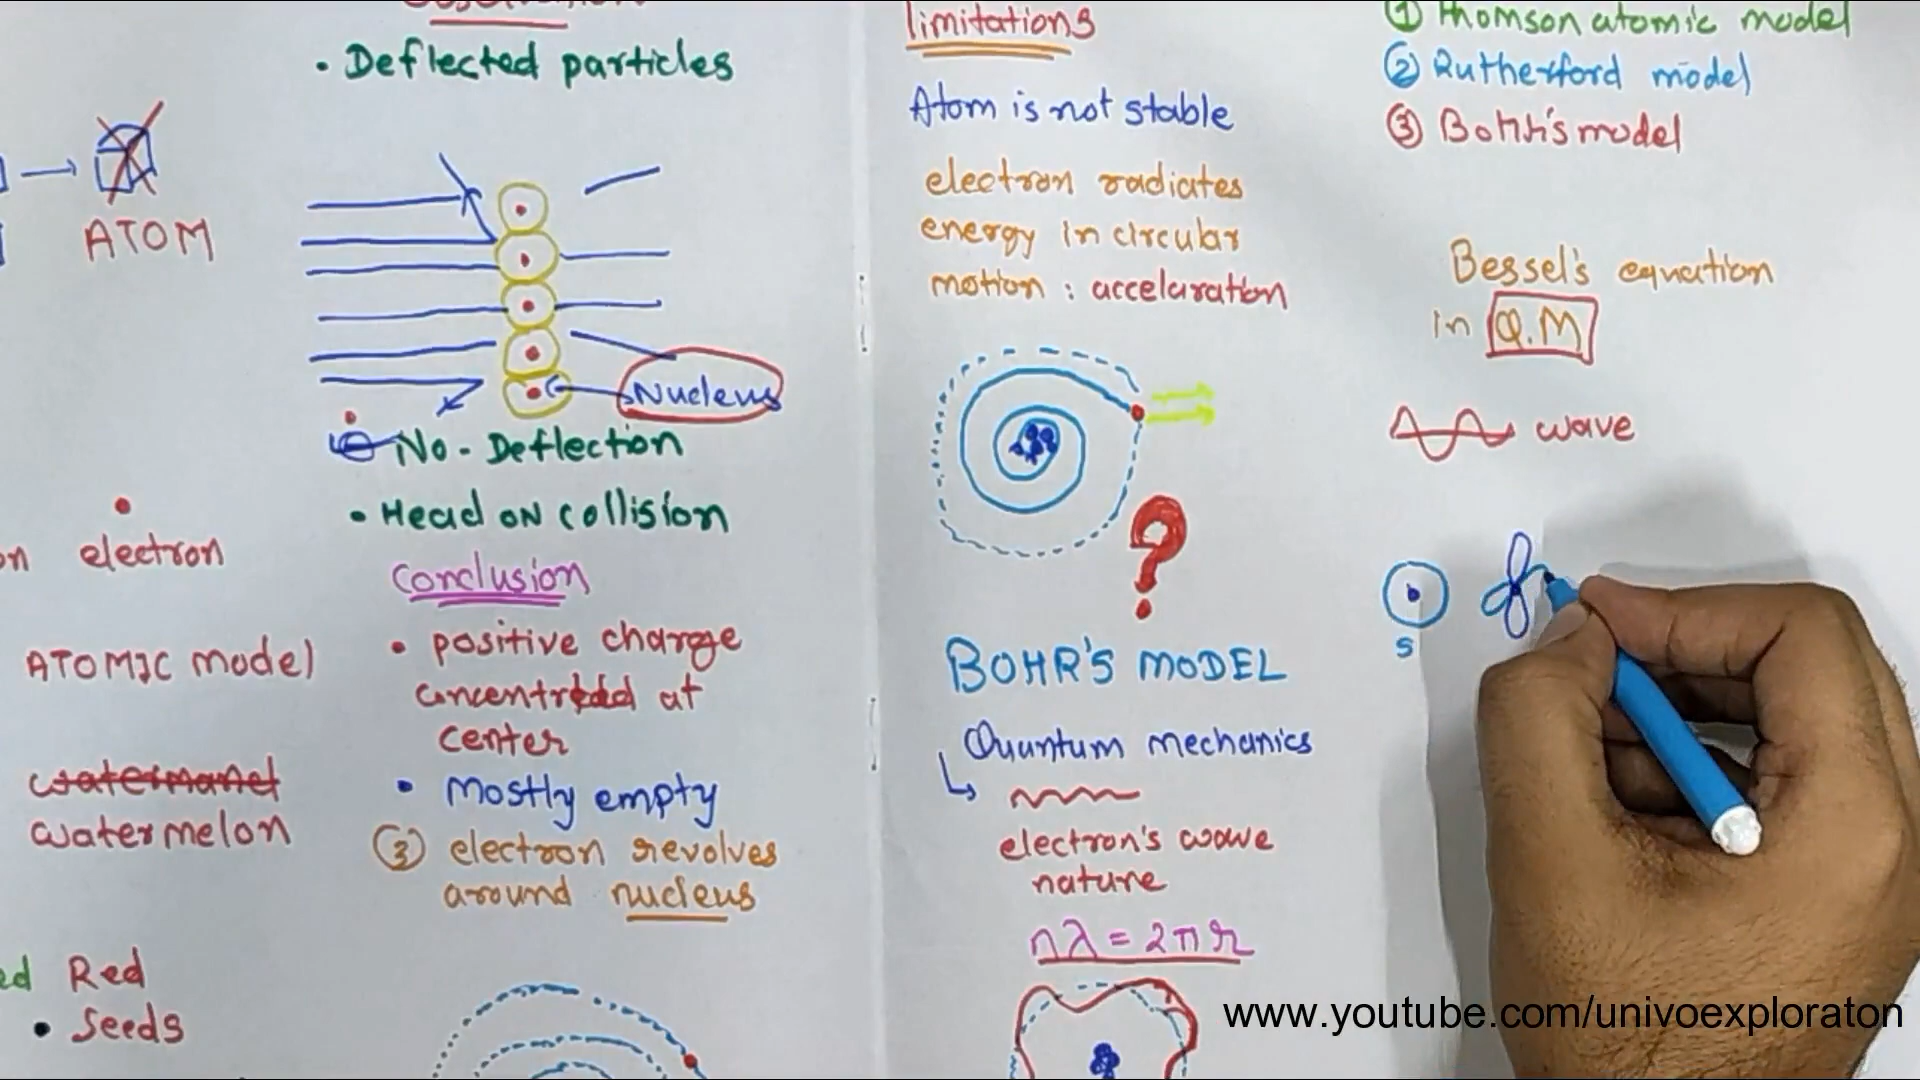 • Deflected particles
ATOM
Nucleus
No - Deflection
• Head ON collision
electron
Conclusion
• positive charge
at
center
ATOMIC model
• mostly empty
watermelon
③ electron revolves
around nucleus
Red
• Seeds
limitations
Atom is not stable
electron radiates
energy in circular
motion : accelaration
?
BOHR'S MODEL
Quantum mechanics
electron's wave
nature
nλ = 2πr
① Thomson atomic model
② Rutherford model
③ BoHr's model
Bessel's equation
in Q.M
wave
S
www.youtube.com/univoexploraton